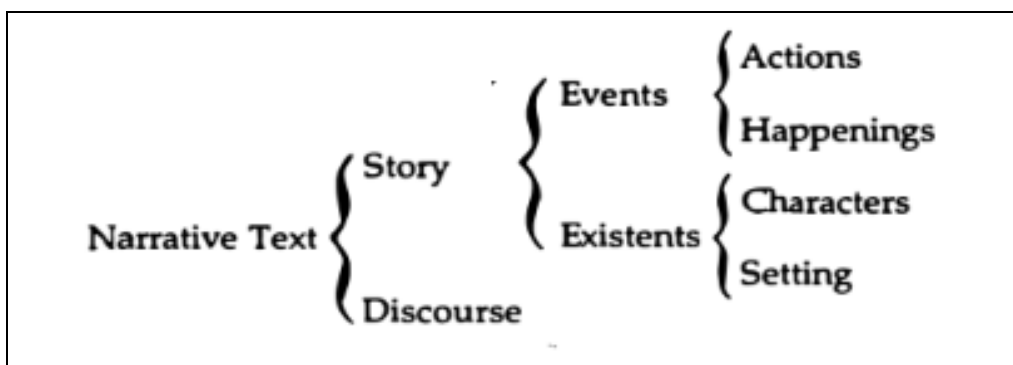 Actions
Events
Happenings
Story
Characters
Narrative Text
Existents
Setting
Discourse